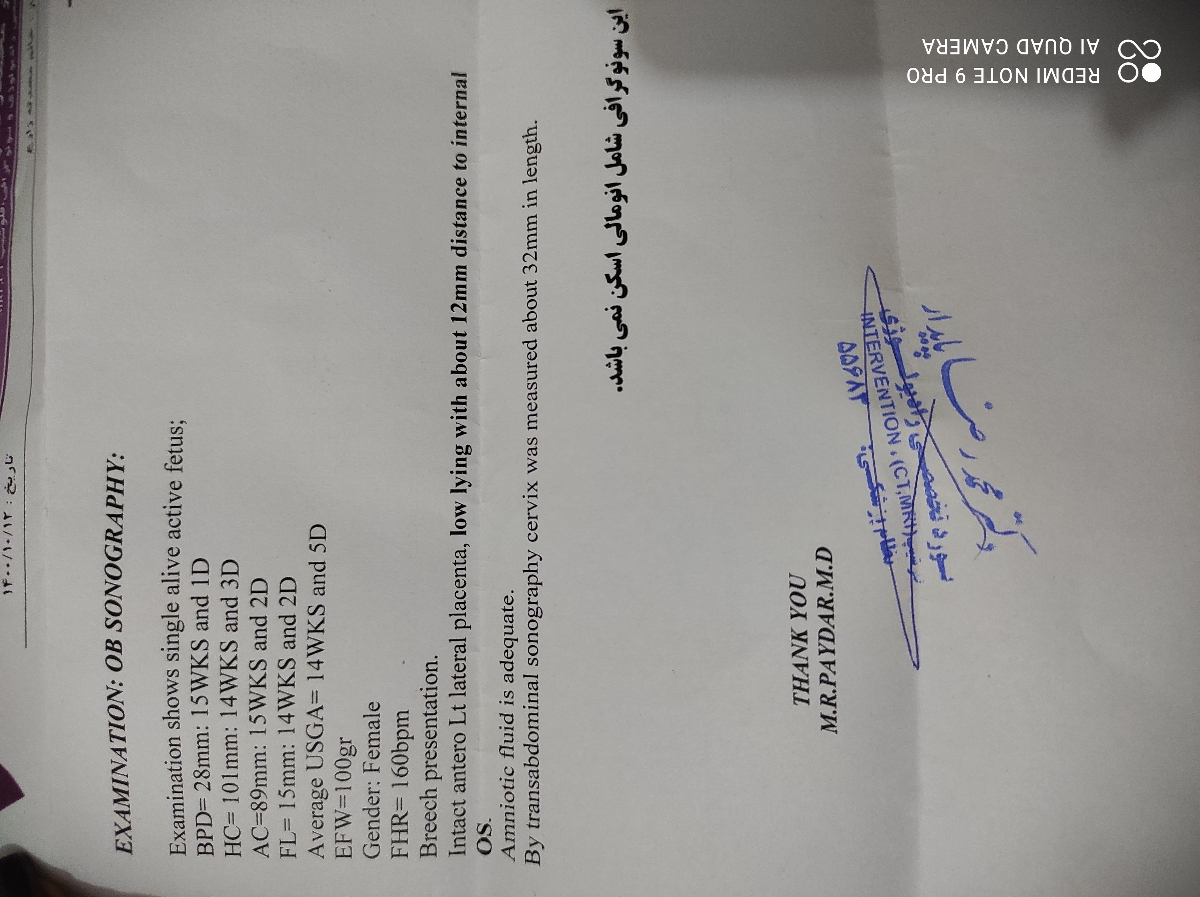 تاریخ : ۱۴۰۰/۱۰/۱۲
EXAMINATION: OB SONOGRAPHY:
Examination shows single alive active fetus;
BPD= 28mm: 15WKS and 1D
HC= 101mm: 14WKS and 3D
AC=89mm: 15WKS and 2D
FL= 15mm: 14WKS and 2D
Average USGA= 14WKS and 5D
EFW=100gr
Gender: Female
FHR= 160bpm
Breech presentation.
Intact antero Lt lateral placenta, low lying with about 12mm distance to internal
OS.
Amniotic fluid is adequate.
By transabdominal sonography cervix was measured about 32mm in length.
این سونوگرافی شامل انومالی اسکن نمی باشد.
THANK YOU
M.R.PAYDAR.M.D
INTERVENTION ، (CT,MRI)
REDMI NOTE 9 PRO
AI QUAD CAMERA